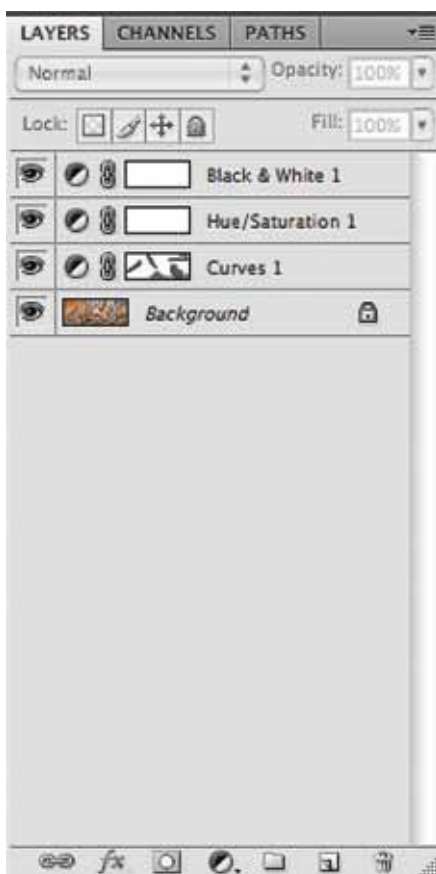 LAYERS CHANNELS PATHS
Normal Opacity: 100%
Lock: Fill: 100%
Black & White 1
Hue/Saturation 1
Curves 1
Background
fx